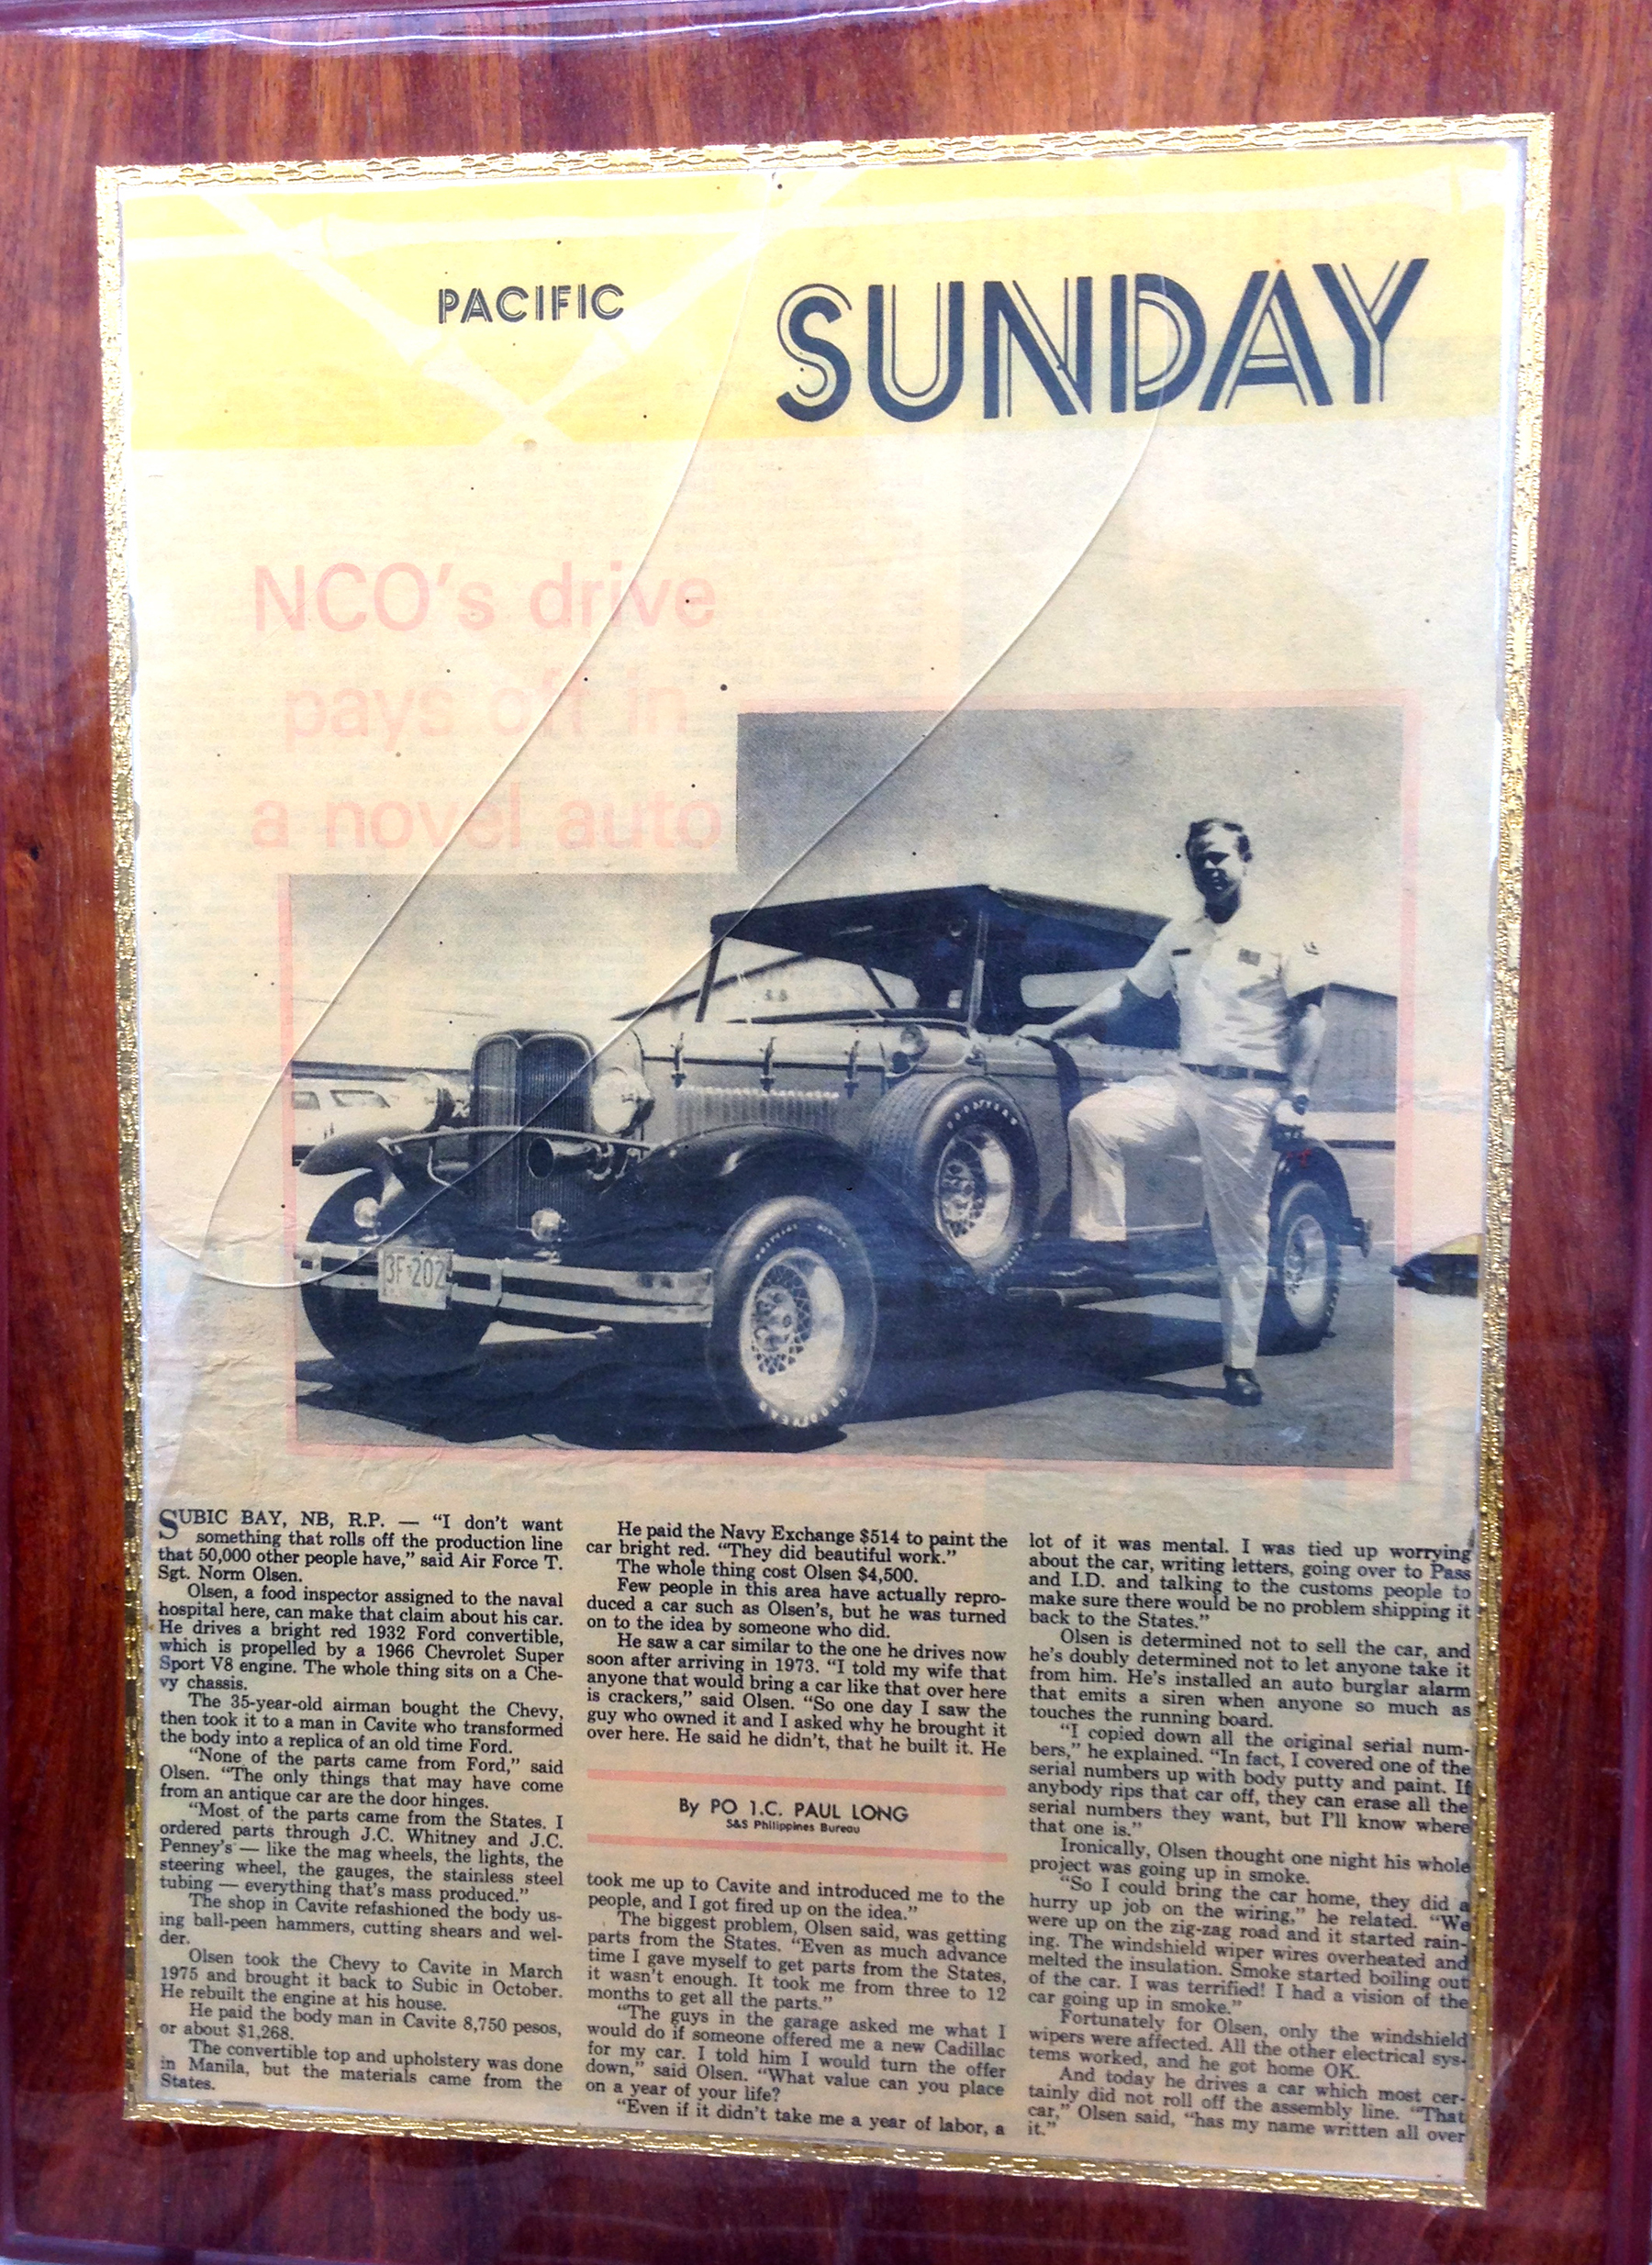 PACIFIC SUNDAY
NCO's drive
pays off in
a novel auto
GOODYEAR
3F-202
GOODYEAR
SUBIC BAY, NB, R.P. — “I don’t want
something that rolls off the production line
that 50,000 other people have,” said Air Force T.
Sgt. Norm Olsen.
Olsen, a food inspector assigned to the naval
hospital here, can make that claim about his car.
He drives a bright red 1932 Ford convertible,
which is propelled by a 1966 Chevrolet Super
Sport V8 engine. The whole thing sits on a Che-
vy chassis.
The 35-year-old airman bought the Chevy,
then took it to a man in Cavite who transformed
the body into a replica of an old time Ford.
“None of the parts came from Ford,” said
Olsen. “The only things that may have come
from an antique car are the door hinges.
“Most of the parts came from the States. I
ordered parts through J.C. Whitney and J.C.
Penney’s — like the mag wheels, the lights, the
steering wheel, the gauges, the stainless steel
tubing — everything that’s mass produced.”
The shop in Cavite refashioned the body us-
ing ball-peen hammers, cutting shears and wel-
der.
Olsen took the Chevy to Cavite in March
1975 and brought it back to Subic in October.
He rebuilt the engine at his house.
He paid the body man in Cavite 8,750 pesos,
or about $1,268.
The convertible top and upholstery was done
in Manila, but the materials came from the
States.
He paid the Navy Exchange $514 to paint the
car bright red. “They did beautiful work.”
The whole thing cost Olsen $4,500.
Few people in this area have actually repro-
duced a car such as Olsen’s, but he was turned
on to the idea by someone who did.
He saw a car similar to the one he drives now
soon after arriving in 1973. “I told my wife that
anyone that would bring a car like that over here
is crackers,” said Olsen. “So one day I saw the
guy who owned it and I asked why he brought it
over here. He said he didn’t, that he built it. He
By PO 1.C. PAUL LONG
S&S Philippines Bureau
took me up to Cavite and introduced me to the
people, and I got fired up on the idea.”
The biggest problem, Olsen said, was getting
parts from the States. “Even as much advance
time I gave myself to get parts from the States,
it wasn’t enough. It took me from three to 12
months to get all the parts.”
“The guys in the garage asked me what I
would do if someone offered me a new Cadillac
for my car. I told him I would turn the offer
down,” said Olsen. “What value can you place
on a year of your life?
“Even if it didn’t take me a year of labor, a
lot of it was mental. I was tied up worrying
about the car, writing letters, going over to Pass
and I.D. and talking to the customs people to
make sure there would be no problem shipping it
back to the States.”
Olsen is determined not to sell the car, and
he’s doubly determined not to let anyone take it
from him. He’s installed an auto burglar alarm
that emits a siren when anyone so much as
touches the running board.
“I copied down all the original serial num-
bers,” he explained. “In fact, I covered one of the
serial numbers up with body putty and paint. If
anybody rips that car off, they can erase all the
serial numbers they want, but I’ll know where
that one is.”
Ironically, Olsen thought one night his whole
project was going up in smoke.
“So I could bring the car home, they did a
hurry up job on the wiring,” he related. “We
were up on the zig-zag road and it started rain-
ing. The windshield wiper wires overheated and
melted the insulation. Smoke started boiling out
of the car. I was terrified! I had a vision of the
car going up in smoke.”
Fortunately for Olsen, only the windshield
wipers were affected. All the other electrical sys-
tems worked, and he got home OK.
And today he drives a car which most cer-
tainly did not roll off the assembly line. “That
car,” Olsen said, “has my name written all over
it.”